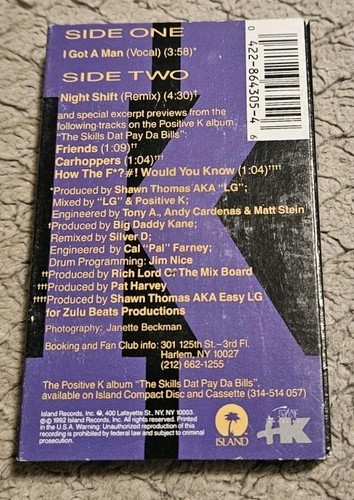 SIDE ONE
I Got A Man (Vocal) (3:58)*
SIDE TWO
Night Shift (Remix) (4:30)†
and special excerpt previews from the
following tracks on the Positive K album
"The Skills Dat Pay Da Bills":
Friends (1:09)††
Carhoppers (1:04)†††
How The F*?#! Would You Know (1:04)††††
*Produced by Shawn Thomas AKA "LG";
Mixed by "LG" & Positive K;
Engineered by Tony A., Andy Cardenas & Matt Stein
†Produced by Big Daddy Kane;
Remixed by Silver D;
Engineered by Cal "Pal" Farney;
Drum Programming: Jim Nice
††Produced by Rich Lord Of The Mix Board
†††Produced by Pat Harvey
††††Produced by Shawn Thomas AKA Easy LG
for Zulu Beats Productions
Photography: Janette Beckman
Booking and Fan Club info: 301 125th St.–3rd Fl.
Harlem, NY 10027
(212) 662-1255
The Positive K album "The Skills Dat Pay Da Bills",
available on Island Compact Disc and Cassette (314-514 057)
Island Records, Inc. ℗, 400 Lafayette St., NY, NY 10003.
℗© 1992 Island Records, Inc. All rights reserved. Printed
in the U.S.A. Warning: Unauthorized reproduction of this
recording is prohibited by federal law and subject to criminal
prosecution.
ISLAND
0 422-864305-4 6